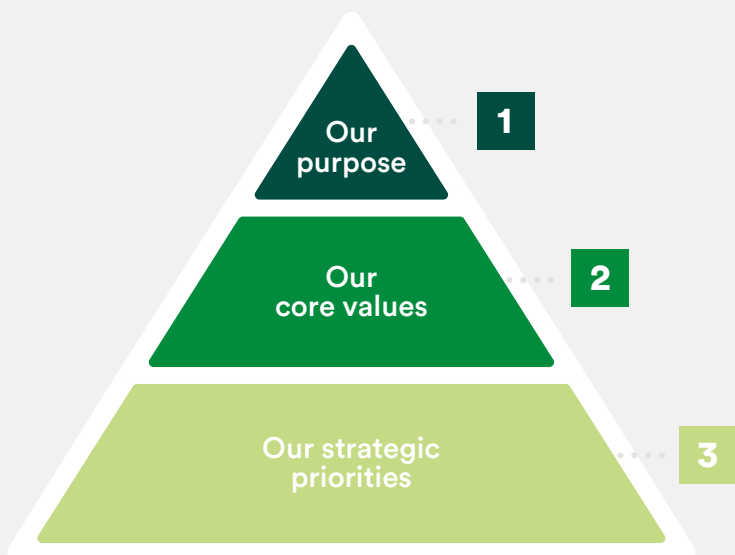 Our
purpose
1
Our
core values
2
Our strategic
priorities
3